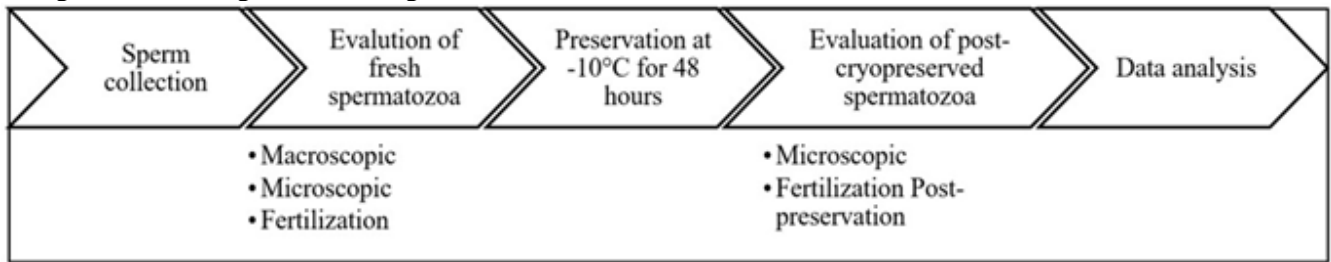 Sperm
collection
Evalution of
fresh
spermatozoa
Preservation at
-10°C for 48
hours
Evaluation of post-
cryopreserved
spermatozoa
Data analysis
• Macroscopic
• Microscopic
• Fertilization
• Microscopic
• Fertilization Post-
preservation